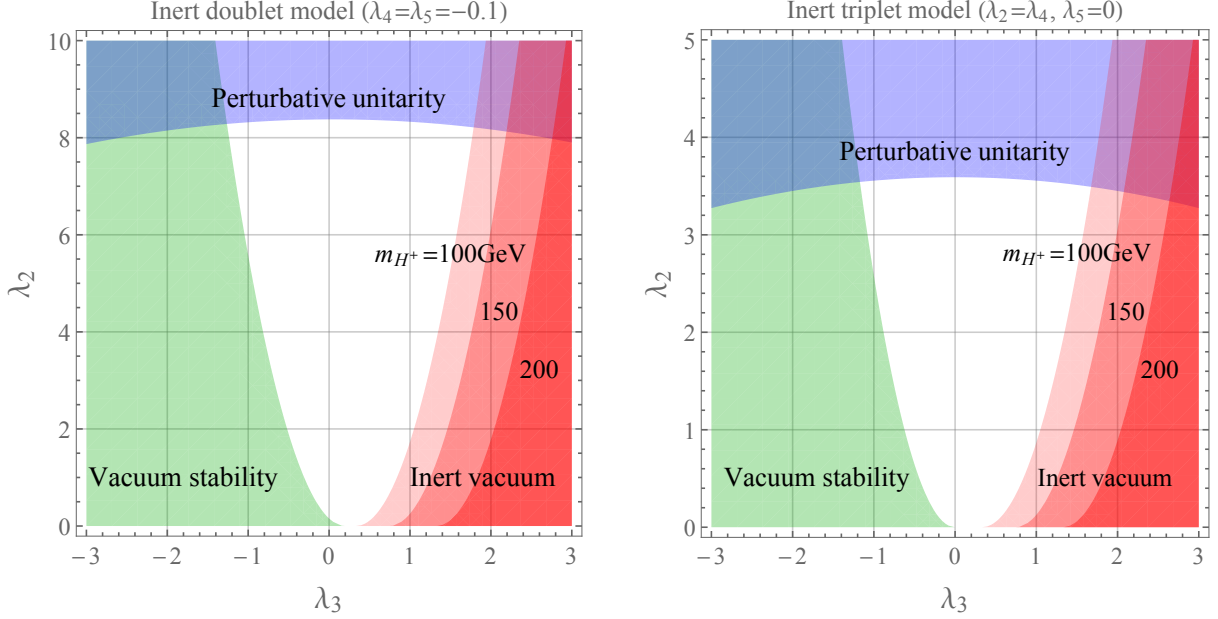 Inert doublet model (λ4=λ5=−0.1)
10
8
6
4
2
0
λ2
Perturbative unitarity
mH+=100GeV
150
200
Vacuum stability
Inert vacuum
−3 −2 −1 0 1 2 3
λ3
Inert triplet model (λ2=λ4, λ5=0)
5
4
3
2
1
0
λ2
Perturbative unitarity
mH+=100GeV
150
200
Vacuum stability
Inert vacuum
−3 −2 −1 0 1 2 3
λ3